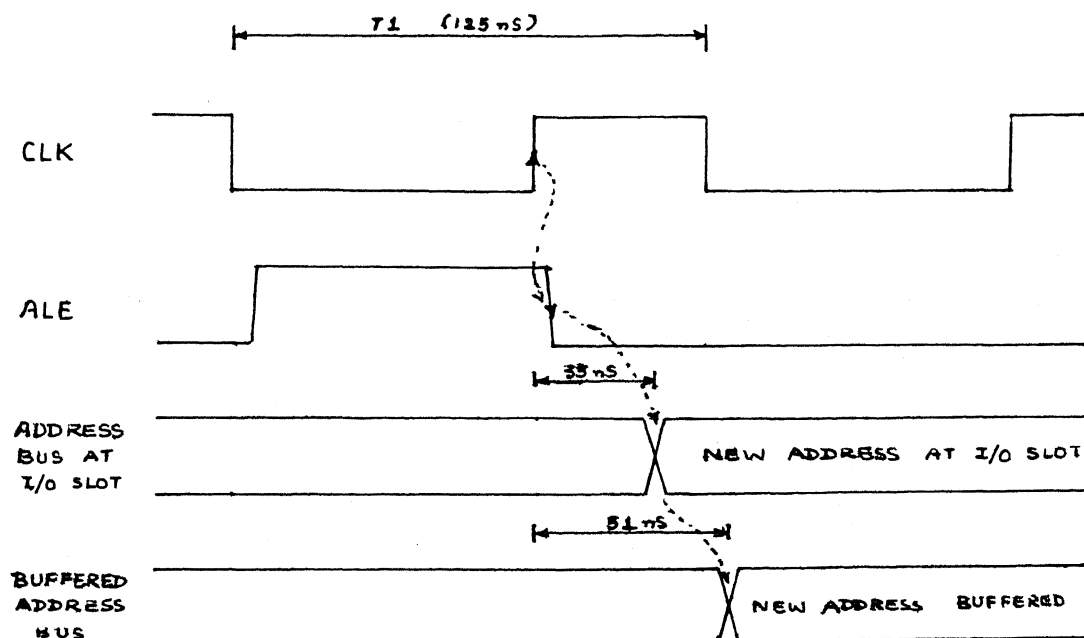 T1 (125 nS)
CLK
ALE
33 nS
ADDRESS
BUS AT
I/O SLOT
NEW ADDRESS AT I/O SLOT
51 nS
BUFFERED
ADDRESS
BUS
NEW ADDRESS BUFFERED